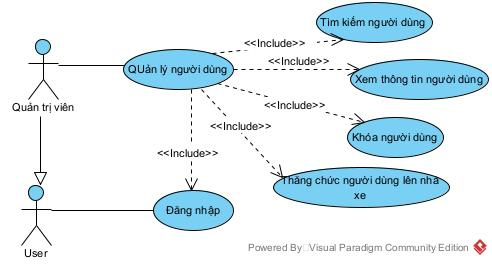 Tìm kiếm người dùng
<<Include>>
<<Include>>
QUản lý người dùng
Xem thông tin người dùng
Quản trị viên
<<Include>>
<<Include>>
Khóa người dùng
<<Include>>
Thăng chức người dùng lên nhà
xe
Đăng nhập
User
Powered By Visual Paradigm Community Edition